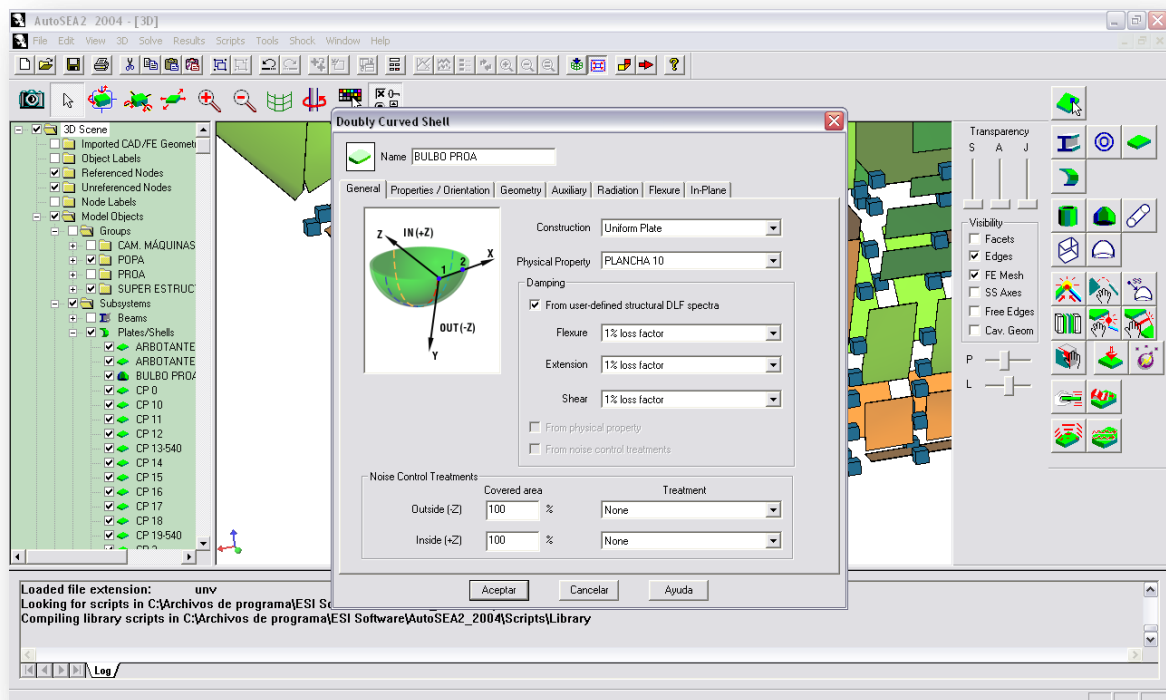 AutoSEA2 2004 - [3D]
File Edit View 3D Solve Results Scripts Tools Shock Window Help
3D Scene
Imported CAD/FE Geomet
Object Labels
Referenced Nodes
Unreferenced Nodes
Node Labels
Model Objects
Groups
CAM. MÁQUINAS
POPA
PROA
SUPER ESTRUC
Subsystems
Beams
Plates/Shells
ARBOTANTE
ARBOTANTE
BULBO PROA
CP 0
CP 10
CP 11
CP 12
CP 13-540
CP 14
CP 15
CP 16
CP 17
CP 18
CP 19-540
CP 2
Doubly Curved Shell
Name BULBO PROA
General Properties / Orientation Geometry Auxiliary Radiation Flexure In-Plane
Z IN(+Z) X
1 2
OUT(-Z)
Y
Construction Uniform Plate
Physical Property PLANCHA 10
Damping
From user-defined structural DLF spectra
Flexure 1% loss factor
Extension 1% loss factor
Shear 1% loss factor
From physical property
From noise control treatments
Noise Control Treatments
Covered area Treatment
Outside (-Z) 100 % None
Inside (+Z) 100 % None
Aceptar Cancelar Ayuda
Transparency
S A J
Visibility
Facets
Edges
FE Mesh
SS Axes
Free Edges
Cav. Geom
P
L
SS
Loaded file extension: unv
Looking for scripts in C:\Archivos de programa\ESI So
Compiling library scripts in C:\Archivos de programa\ESI Software\AutoSEA2_2004\Scripts\Library
Log